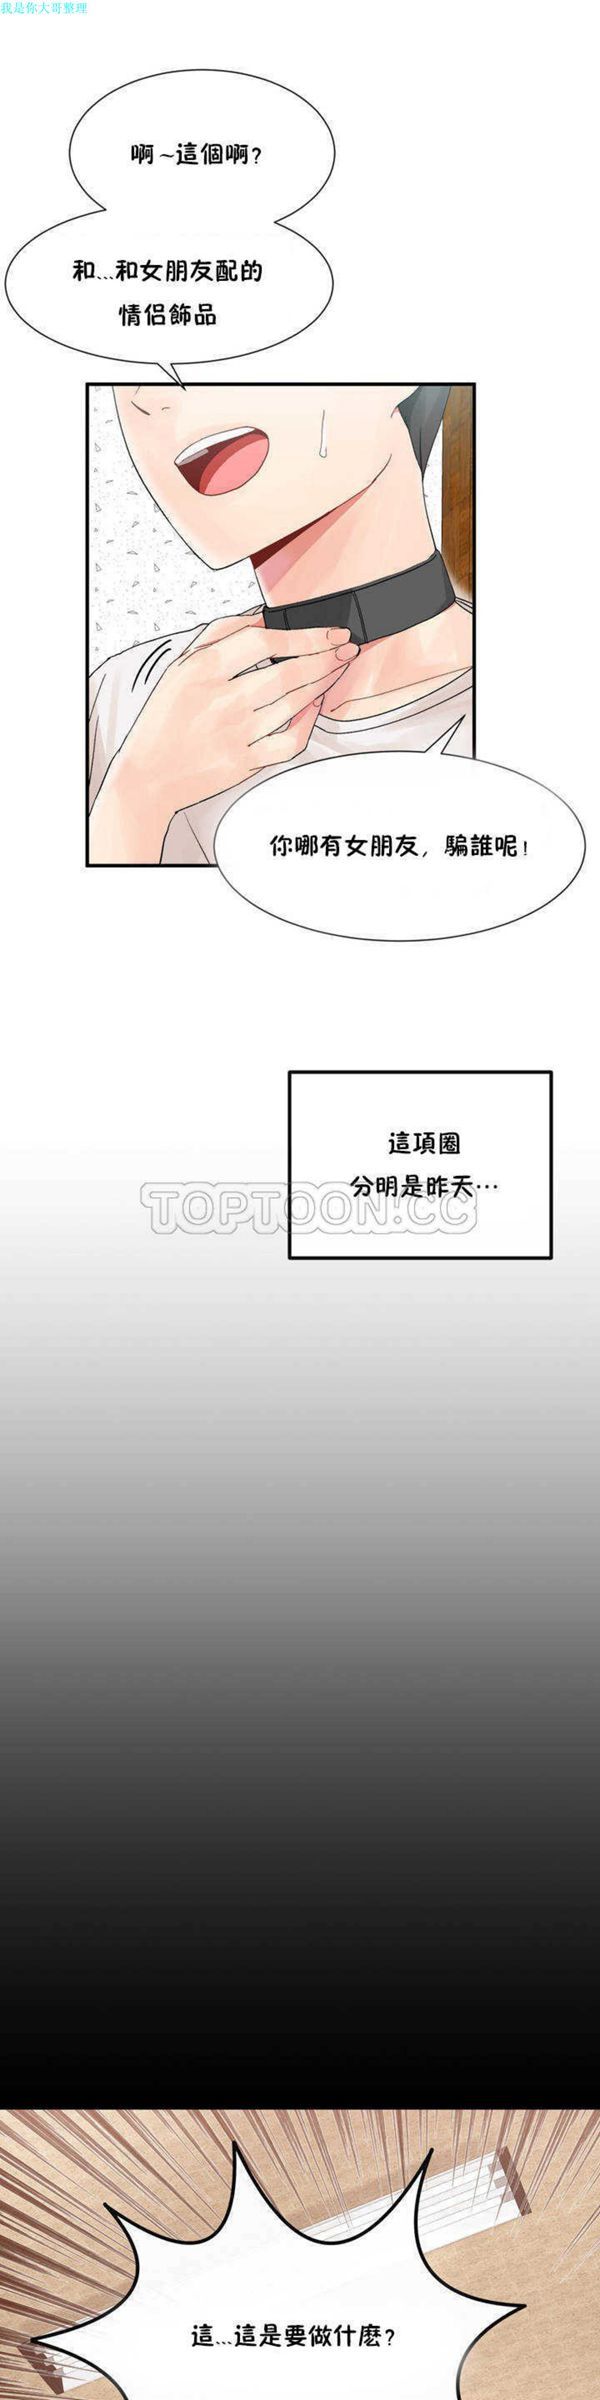 我是你大哥整理
啊~這個啊?
和...和女朋友配的
情侶飾品
你哪有女朋友, 騙誰呢!
這項圈
分明是昨天…
TOPTOON.CC
這...這是要做什麽?